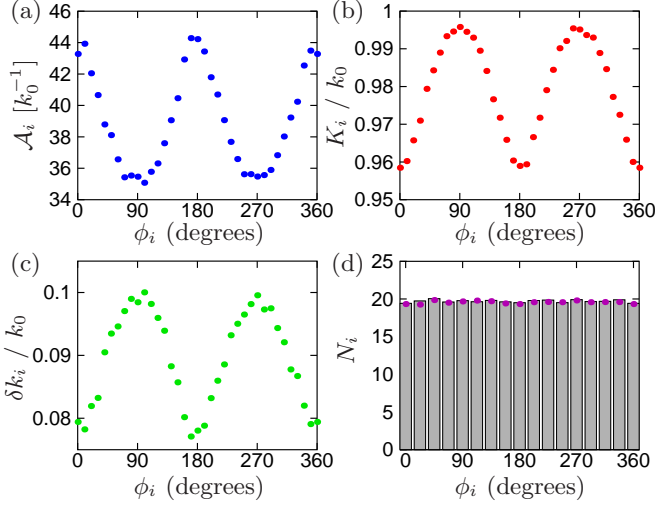 (a)
𝒜ᵢ [k₀⁻¹]
46
44
42
40
38
36
34
0 90 180 270 360
ϕᵢ (degrees)
(b)
Kᵢ / k₀
1
0.99
0.98
0.97
0.96
0.95
0 90 180 270 360
ϕᵢ (degrees)
(c)
δkᵢ / k₀
0.1
0.09
0.08
0 90 180 270 360
ϕᵢ (degrees)
(d)
Nᵢ
25
20
15
10
5
0
0 90 180 270 360
ϕᵢ (degrees)